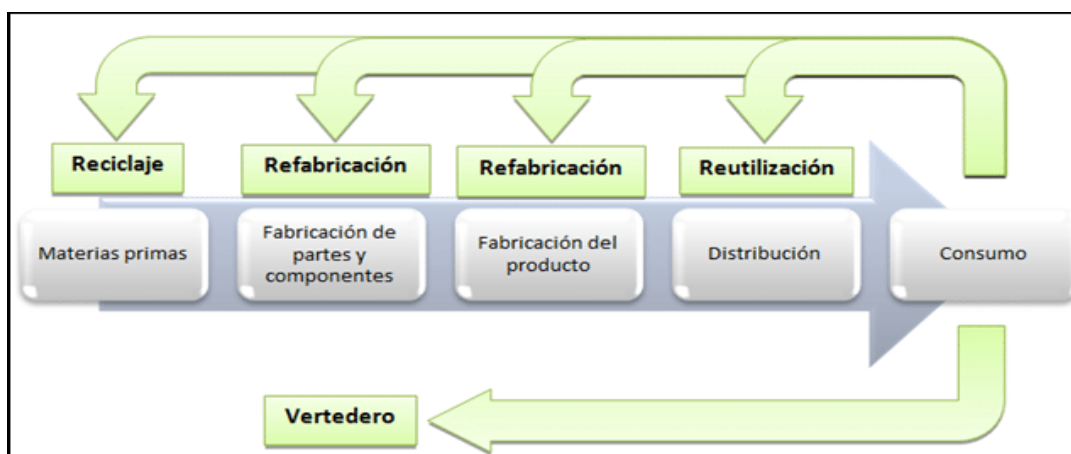 Reciclaje
Refabricación
Refabricación
Reutilización
Materias primas
Fabricación de
partes y
componentes
Fabricación del
producto
Distribución
Consumo
Vertedero